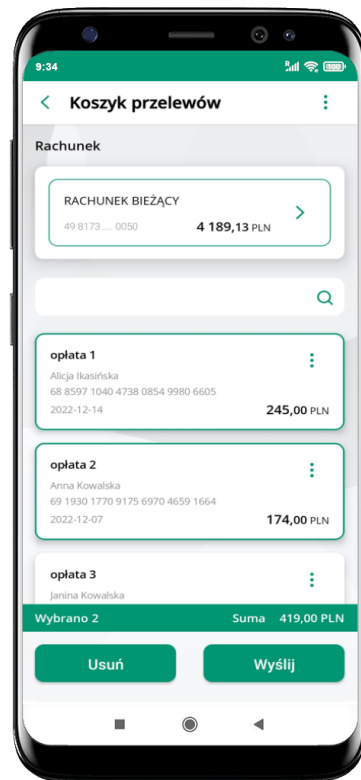 9:34
Koszyk przelewów
Rachunek
RACHUNEK BIEŻĄCY
49 8173 .... 0050 4 189,13 PLN
opłata 1
Alicja Ikasińska
68 8597 1040 4738 0854 9980 6605
2022-12-14 245,00 PLN
opłata 2
Anna Kowalska
69 1930 1770 9175 6970 4659 1664
2022-12-07 174,00 PLN
opłata 3
Janina Kowalska
Wybrano 2 Suma 419,00 PLN
Usuń Wyślij